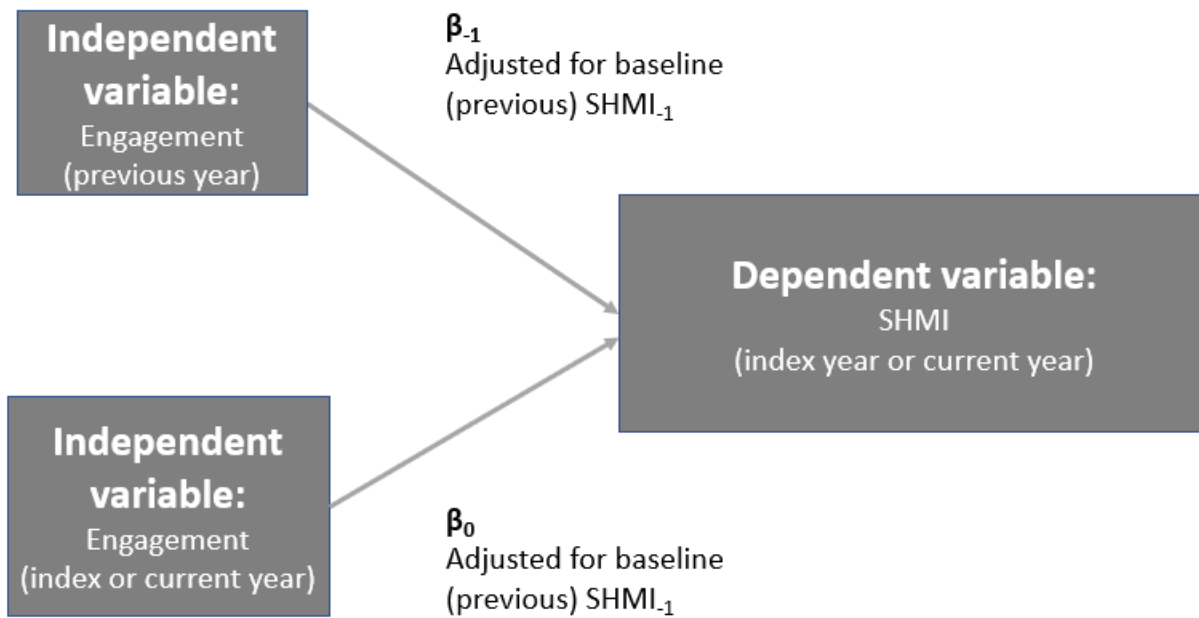 Independent
variable:
Engagement
(previous year)
β-1
Adjusted for baseline
(previous) SHMI-1
Dependent variable:
SHMI
(index year or current year)
Independent
variable:
Engagement
(index or current year)
β0
Adjusted for baseline
(previous) SHMI-1